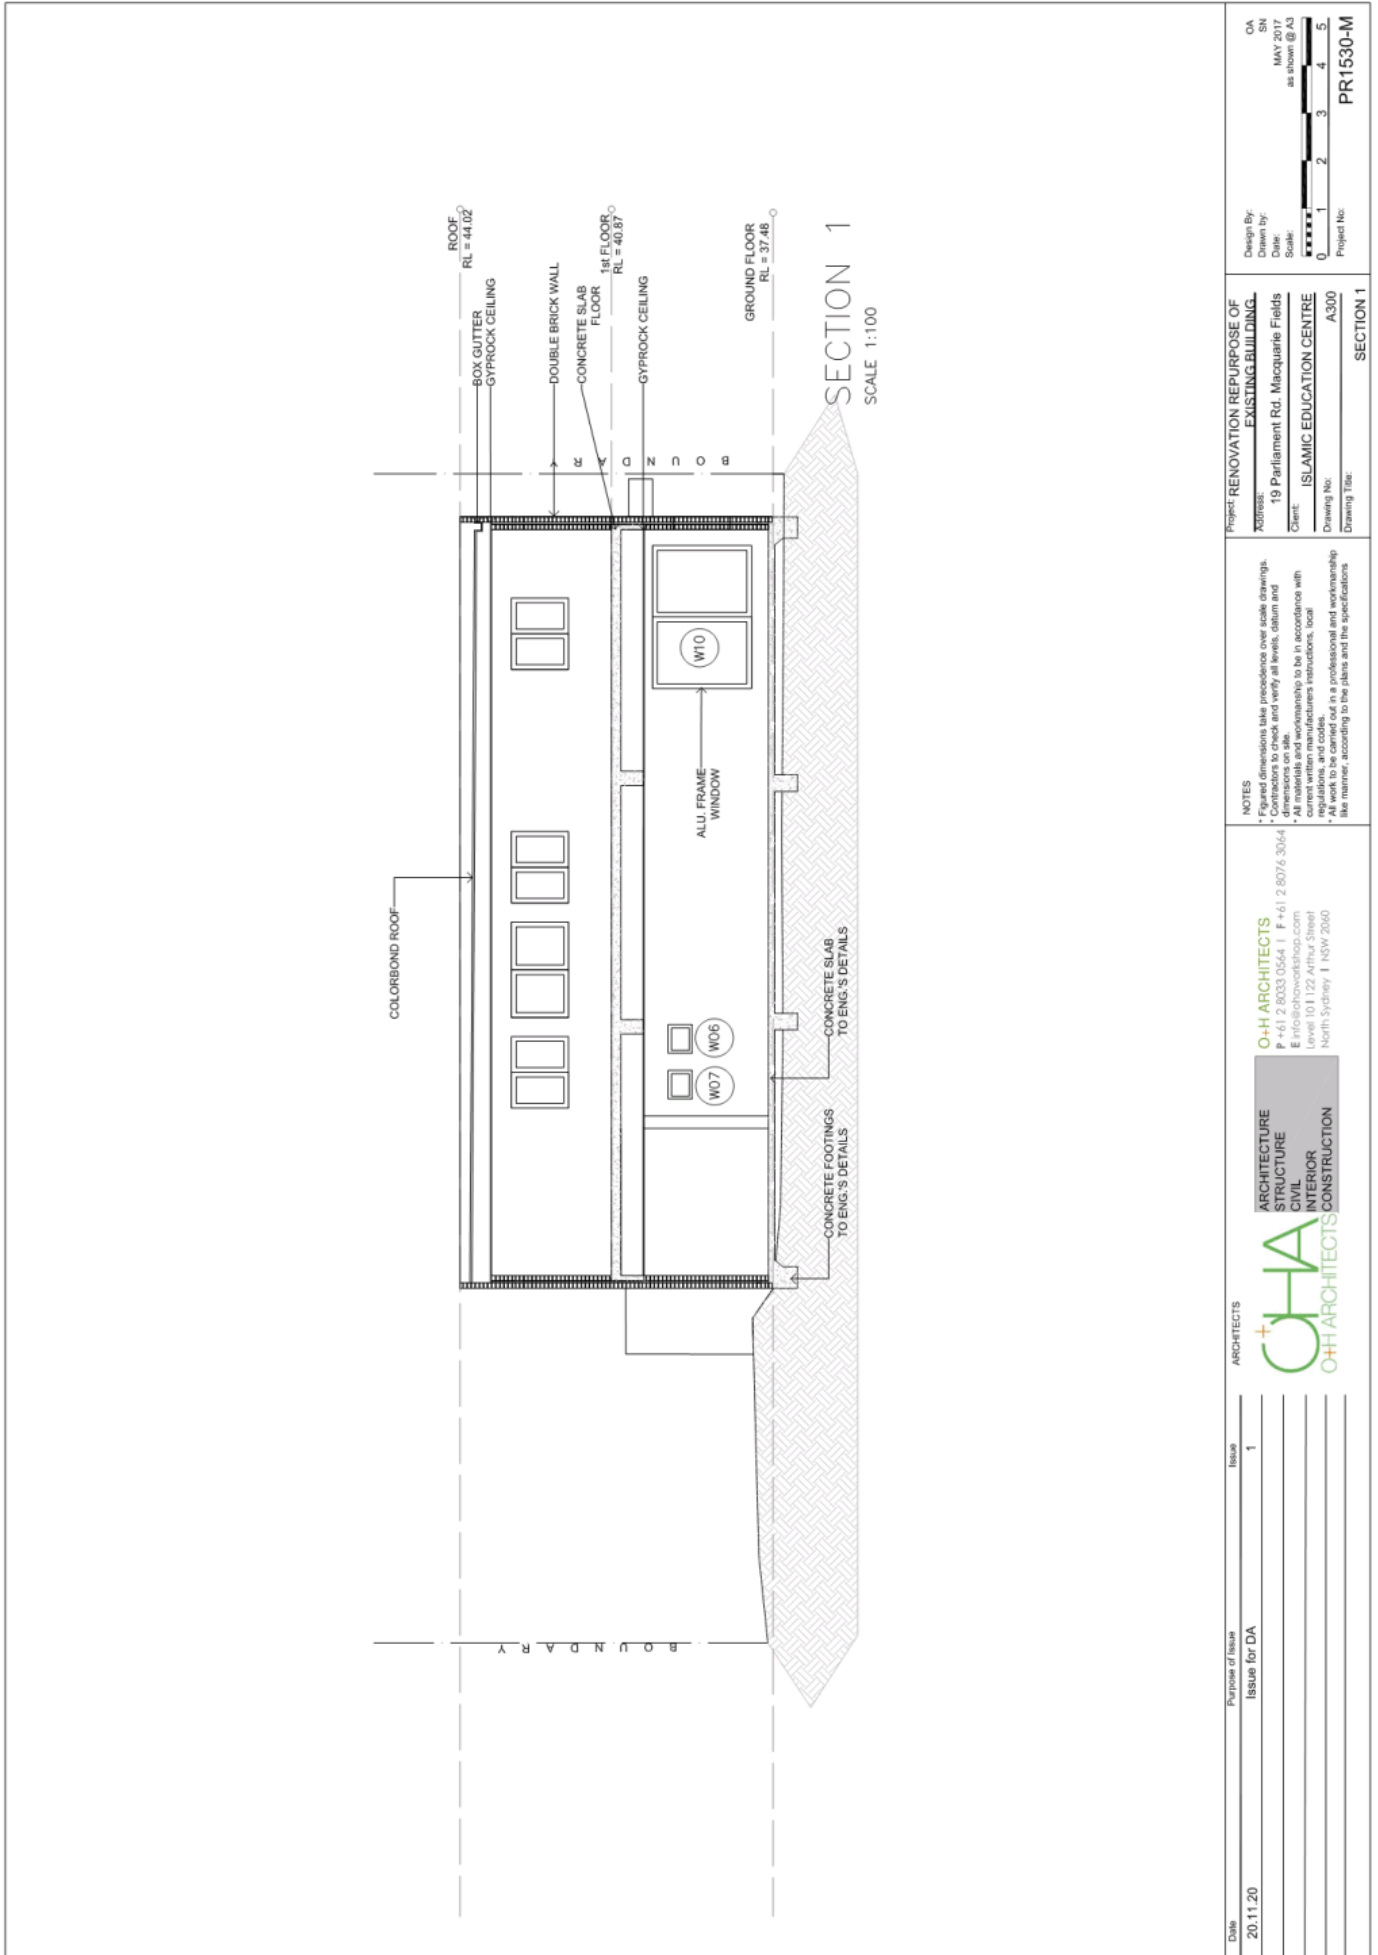 COLORBOND ROOF
ROOF
RL = 44.02
BOX GUTTER
GYPROCK CEILING
DOUBLE BRICK WALL
CONCRETE SLAB
FLOOR
1st FLOOR
RL = 40.87
GYPROCK CEILING
GROUND FLOOR
RL = 37.48
BOUNDARY
BOUNDARY
ALU. FRAME
WINDOW
W10
W07
W06
CONCRETE FOOTINGS
TO ENG.'S DETAILS
CONCRETE SLAB
TO ENG.'S DETAILS
SECTION 1
SCALE 1:100
Date
Purpose of Issue
Issue
20.11.20
Issue for DA
1
ARCHITECTS
O+HA
O+H ARCHITECTS
ARCHITECTURE
STRUCTURE
CIVIL
INTERIOR
CONSTRUCTION
O+H ARCHITECTS
P +61 2 8033 0564 | F +61 2 8076 3064
E info@ohaworkshop.com
Level 10 | 122 Arthur Street
North Sydney | NSW 2060
NOTES
* Figured dimensions take precedence over scale drawings.
* Contractors to check and verify all levels, datum and
dimensions on site.
* All materials and workmanship to be in accordance with
current written manufacturers instructions, local
regulations, and codes.
* All work to be carried out in a professional and workmanship
like manner, according to the plans and the specifications
Project: RENOVATION REPURPOSE OF
EXISTING BUILDING
Address:
19 Parliament Rd. Macquarie Fields
Client:
ISLAMIC EDUCATION CENTRE
Drawing No:
A300
Drawing Title:
SECTION 1
Design By: OA
Drawn by: SN
Date: MAY 2017
Scale: as shown @ A3
0 1 2 3 4 5
Project No:
PR1530-M